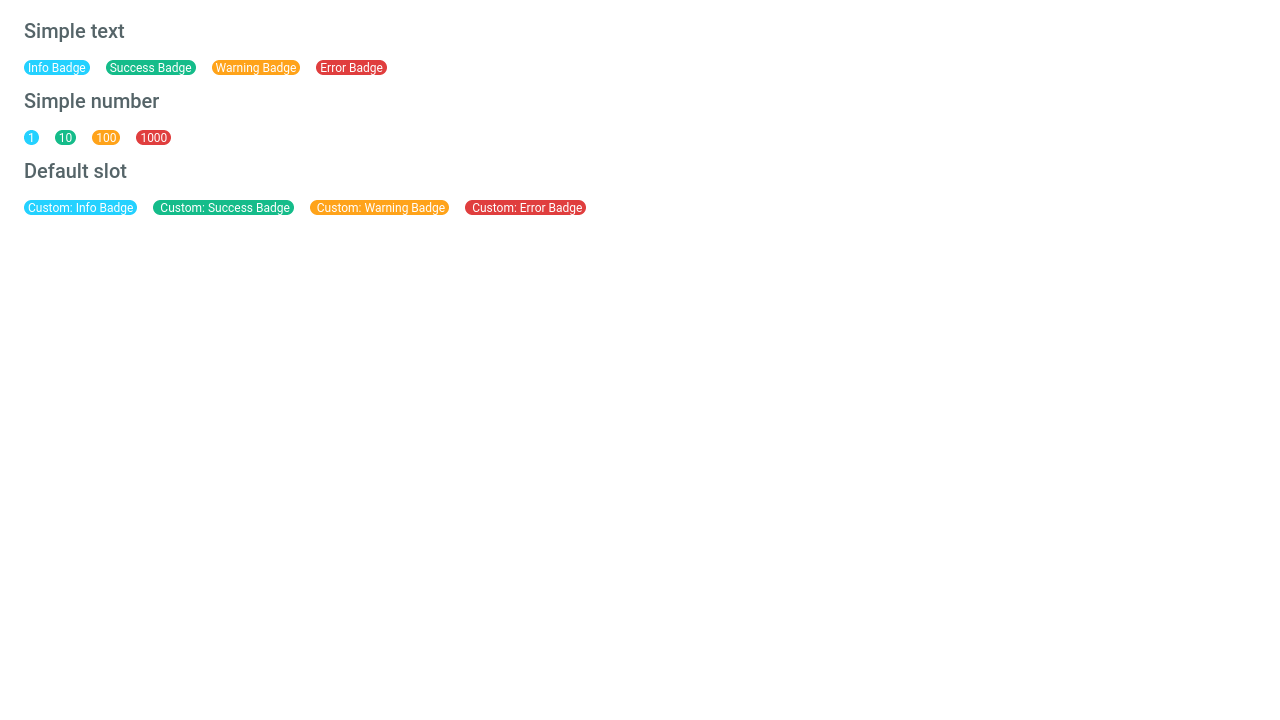 Simple text
Info Badge Success Badge Warning Badge Error Badge
Simple number
1 10 100 1000
Default slot
Custom: Info Badge Custom: Success Badge Custom: Warning Badge Custom: Error Badge